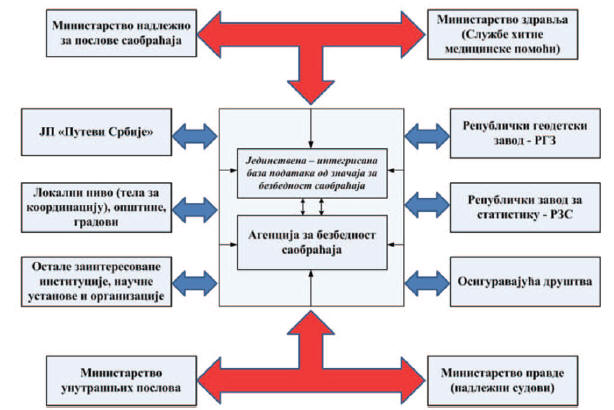 Министарство надлежно
за послове саобраћаја
Министарство здравља
(Службе хитне
медицинске помоћи)
ЈП «Путеви Србије»
Јединствена – интегрисана
база података од значаја за
безбедност саобраћаја
Републички геодетски
завод - РГЗ
Локални ниво (тела за
координацију), општине,
градови
Агенција за безбедност
саобраћаја
Републички завод за
статистику - РЗС
Остале заинтересоване
институције, научне
установе и организације
Осигуравајућа друштва
Министарство
унутрашњих послова
Министарство правде
(надлежни судови)